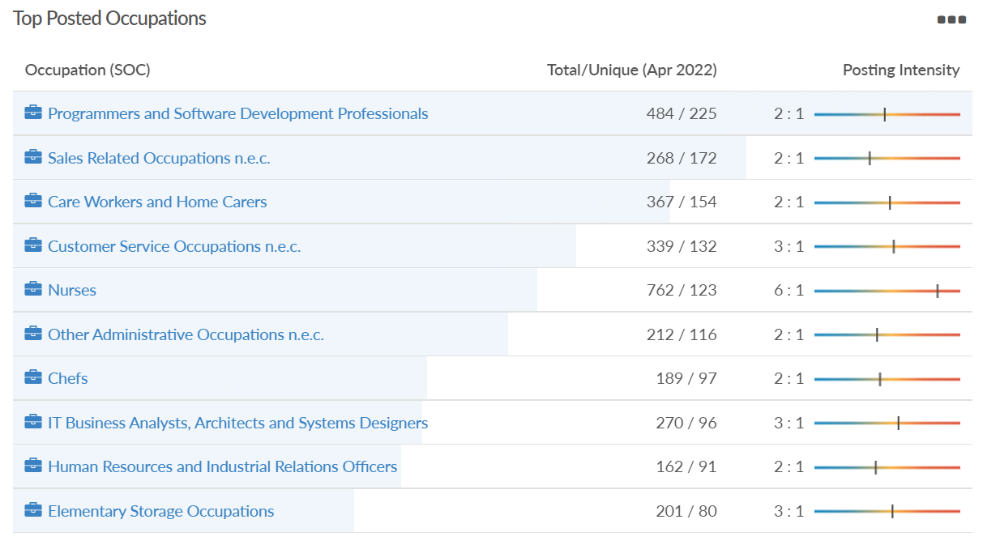 Top Posted Occupations
Occupation (SOC) Total/Unique (Apr 2022) Posting Intensity
Programmers and Software Development Professionals 484 / 225 2 : 1
Sales Related Occupations n.e.c. 268 / 172 2 : 1
Care Workers and Home Carers 367 / 154 2 : 1
Customer Service Occupations n.e.c. 339 / 132 3 : 1
Nurses 762 / 123 6 : 1
Other Administrative Occupations n.e.c. 212 / 116 2 : 1
Chefs 189 / 97 2 : 1
IT Business Analysts, Architects and Systems Designers 270 / 96 3 : 1
Human Resources and Industrial Relations Officers 162 / 91 2 : 1
Elementary Storage Occupations 201 / 80 3 : 1